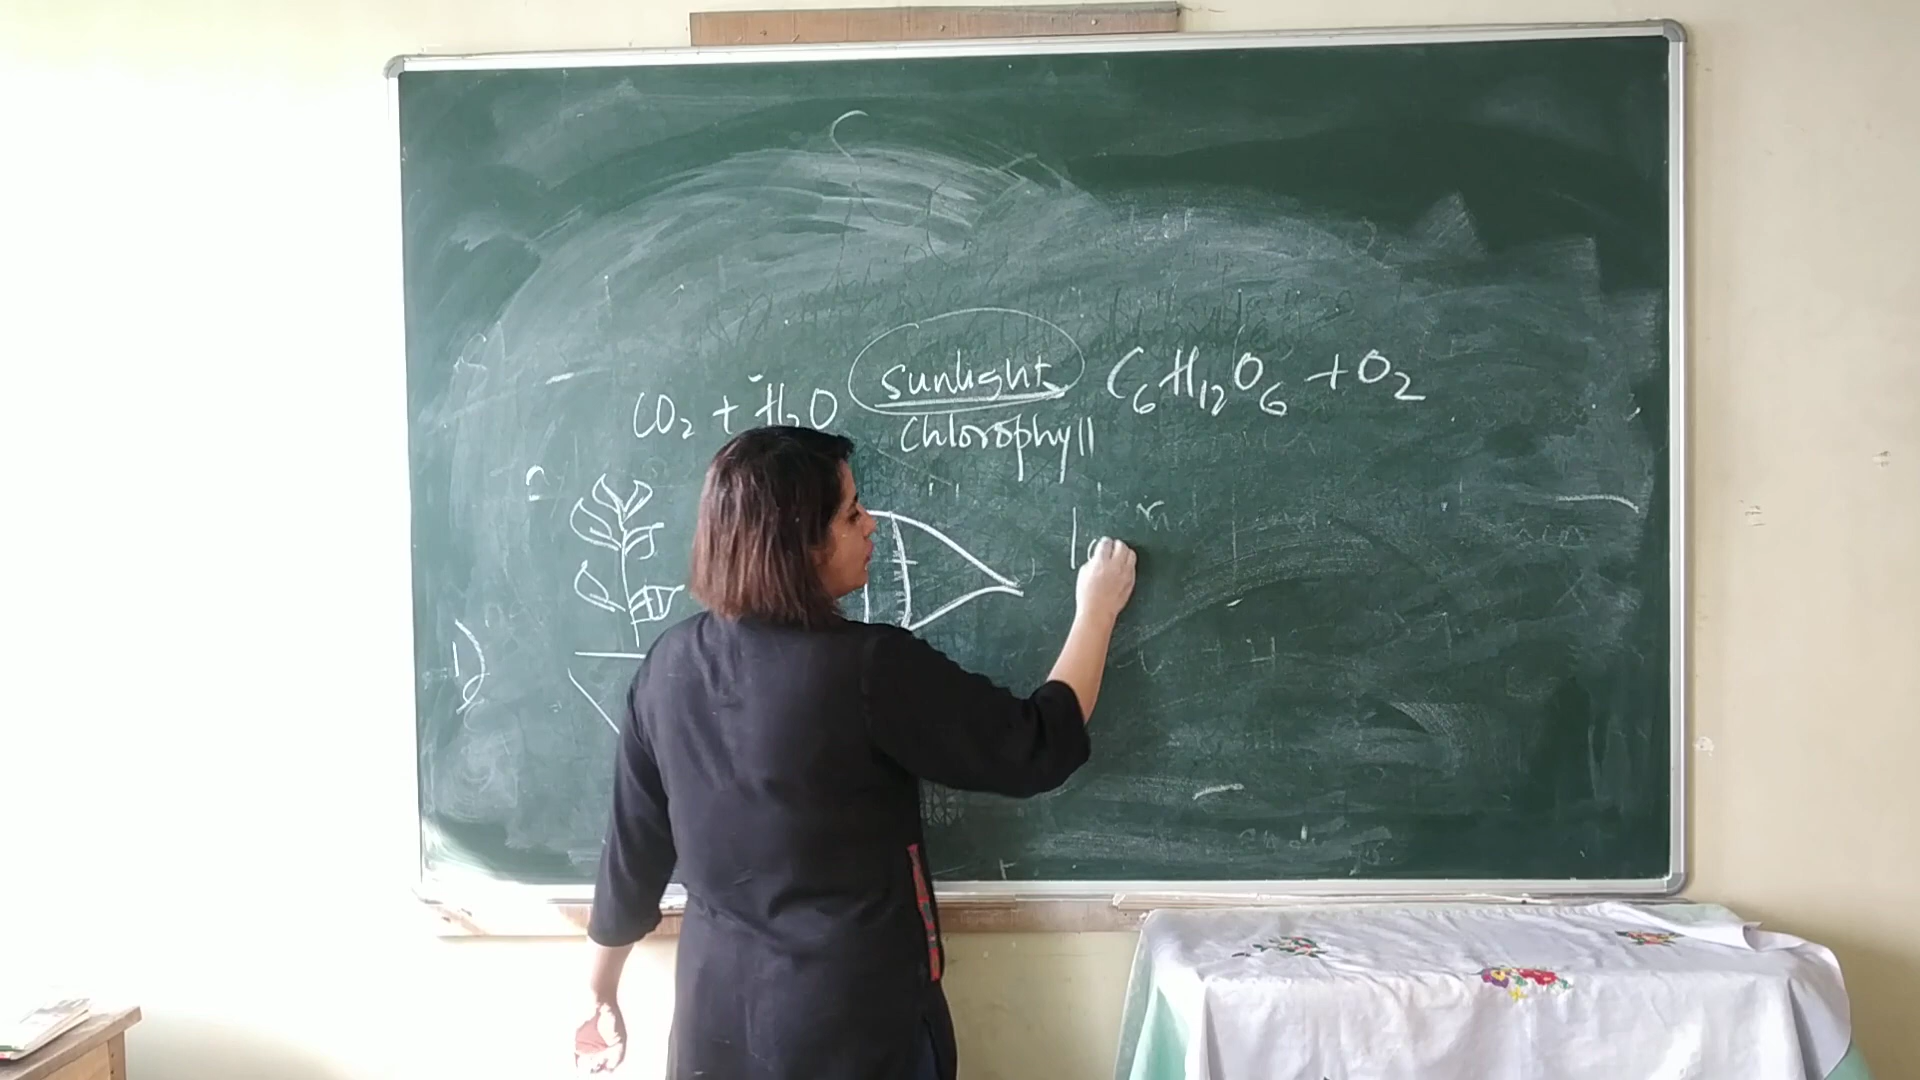 CO₂ + H₂O sunlight C₆H₁₂O₆ + O₂
Chlorophyll